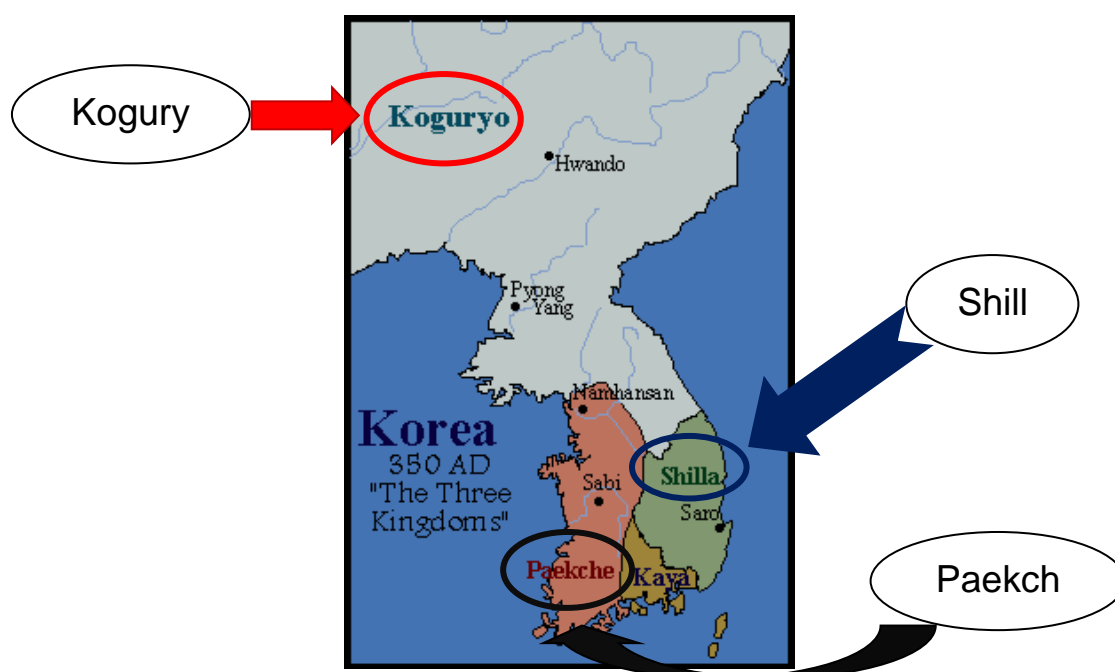 Kogury
Koguryo
Hwando
Pyong
Yang
Shill
Namhansan
Korea
350 AD
"The Three
Kingdoms"
Shilla
Sabi
Saro
Paekche
Kaya
Paekch